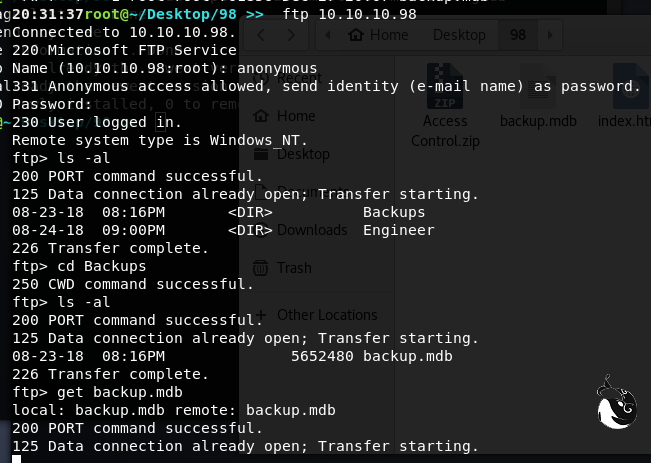 20:31:37root@~/Desktop/98 >> ftp 10.10.10.98
Connected to 10.10.10.98.
220 Microsoft FTP Service
Name (10.10.10.98:root): anonymous
331 Anonymous access allowed, send identity (e-mail name) as password.
Password:
230 User logged in.
Remote system type is Windows_NT.
ftp> ls -al
200 PORT command successful.
125 Data connection already open; Transfer starting.
08-23-18 08:16PM <DIR> Backups
08-24-18 09:00PM <DIR> Engineer
226 Transfer complete.
ftp> cd Backups
250 CWD command successful.
ftp> ls -al
200 PORT command successful.
125 Data connection already open; Transfer starting.
08-23-18 08:16PM 5652480 backup.mdb
226 Transfer complete.
ftp> get backup.mdb
local: backup.mdb remote: backup.mdb
200 PORT command successful.
125 Data connection already open; Transfer starting.
Home Desktop 98
Home
Desktop
Downloads
Trash
Other Locations
ZIP
Access
Control.zip
backup.mdb